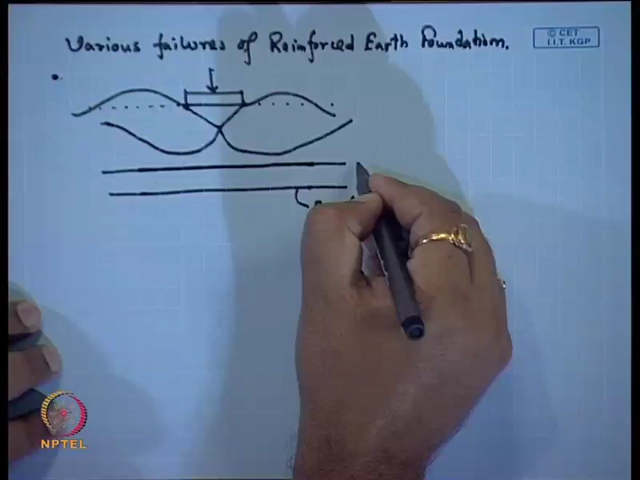 Various failures of Reinforced Earth Foundation.
© CET
I.I.T. KGP
NPTEL